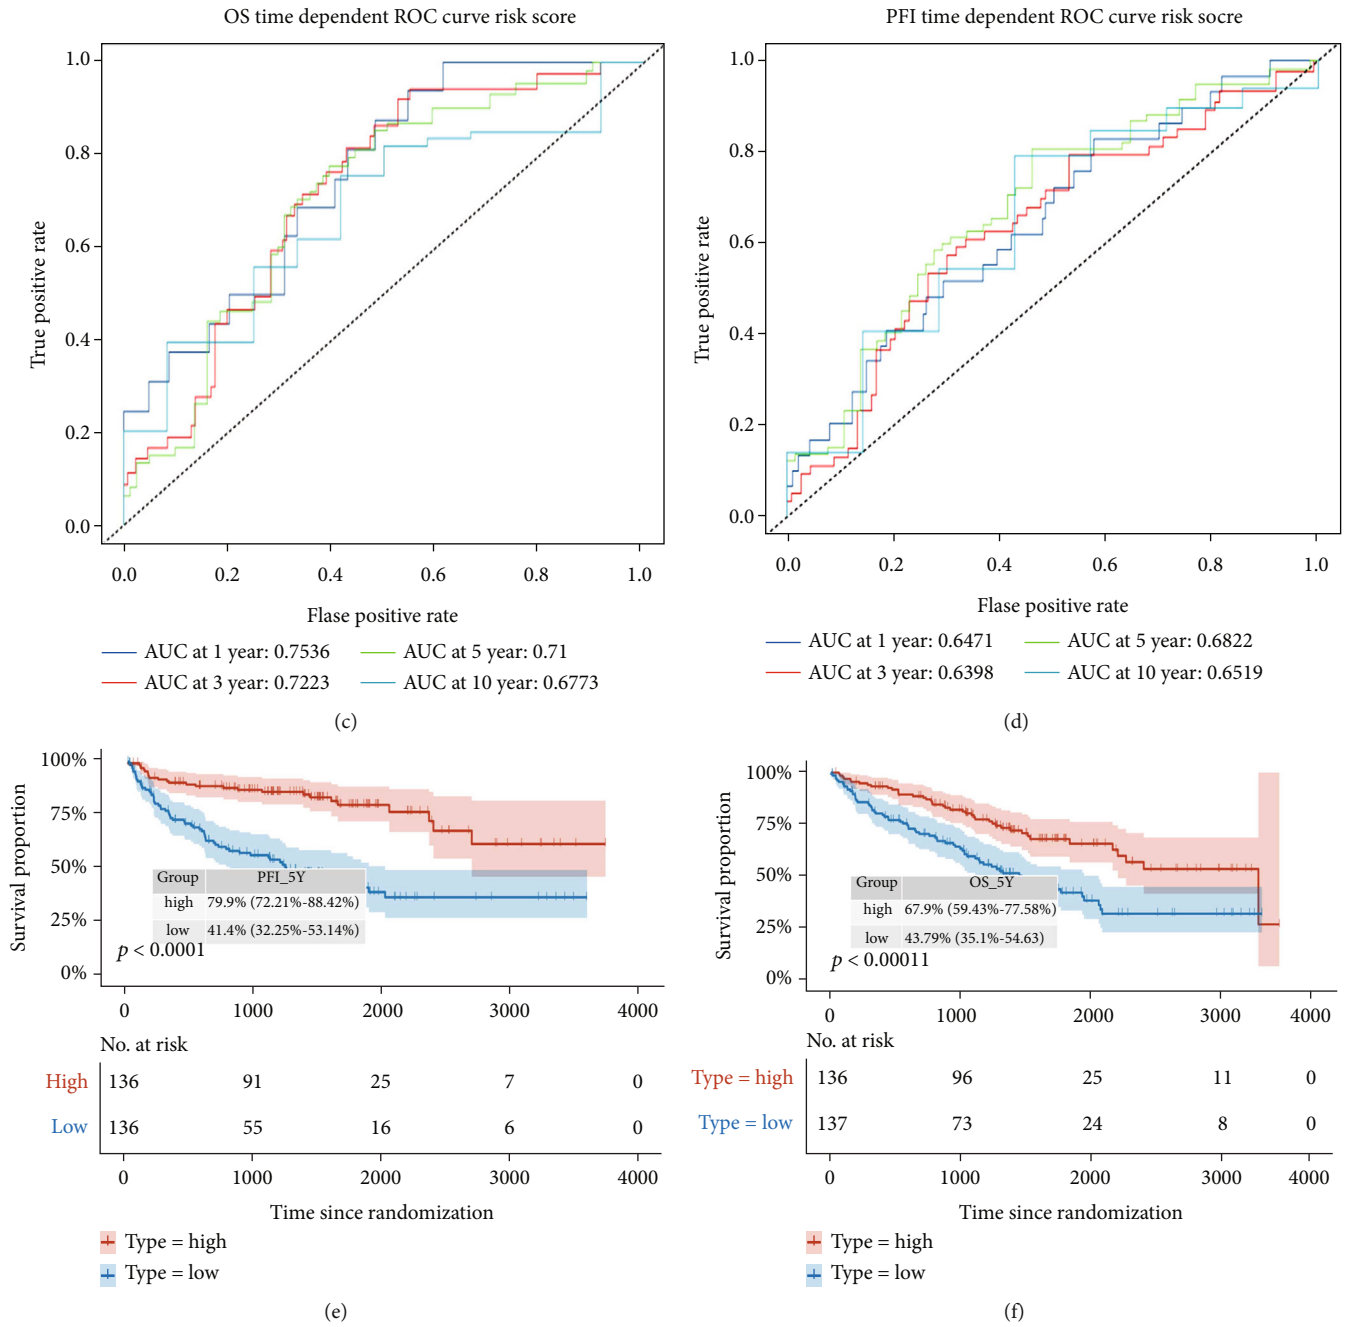 OS time dependent ROC curve risk score
True positive rate
1.0
0.8
0.6
0.4
0.2
0.0
0.0 0.2 0.4 0.6 0.8 1.0
Flase positive rate
AUC at 1 year: 0.7536 AUC at 5 year: 0.71
AUC at 3 year: 0.7223 AUC at 10 year: 0.6773
(c)
PFI time dependent ROC curve risk socre
True positive rate
1.0
0.8
0.6
0.4
0.2
0.0
0.0 0.2 0.4 0.6 0.8 1.0
Flase positive rate
AUC at 1 year: 0.6471 AUC at 5 year: 0.6822
AUC at 3 year: 0.6398 AUC at 10 year: 0.6519
(d)
Survival proportion
100%
75%
50%
25%
0%
Group PFI_5Y
high 79.9% (72.21%-88.42%)
low 41.4% (32.25%-53.14%)
p < 0.0001
0 1000 2000 3000 4000
No. at risk
High 136 91 25 7 0
Low 136 55 16 6 0
0 1000 2000 3000 4000
Time since randomization
Type = high
Type = low
(e)
Survival proportion
100%
75%
50%
25%
0%
Group OS_5Y
high 67.9% (59.43%-77.58%)
low 43.79% (35.1%-54.63)
p < 0.00011
0 1000 2000 3000 4000
No. at risk
Type = high 136 96 25 11 0
Type = low 137 73 24 8 0
0 1000 2000 3000 4000
Time since randomization
Type = high
Type = low
(f)